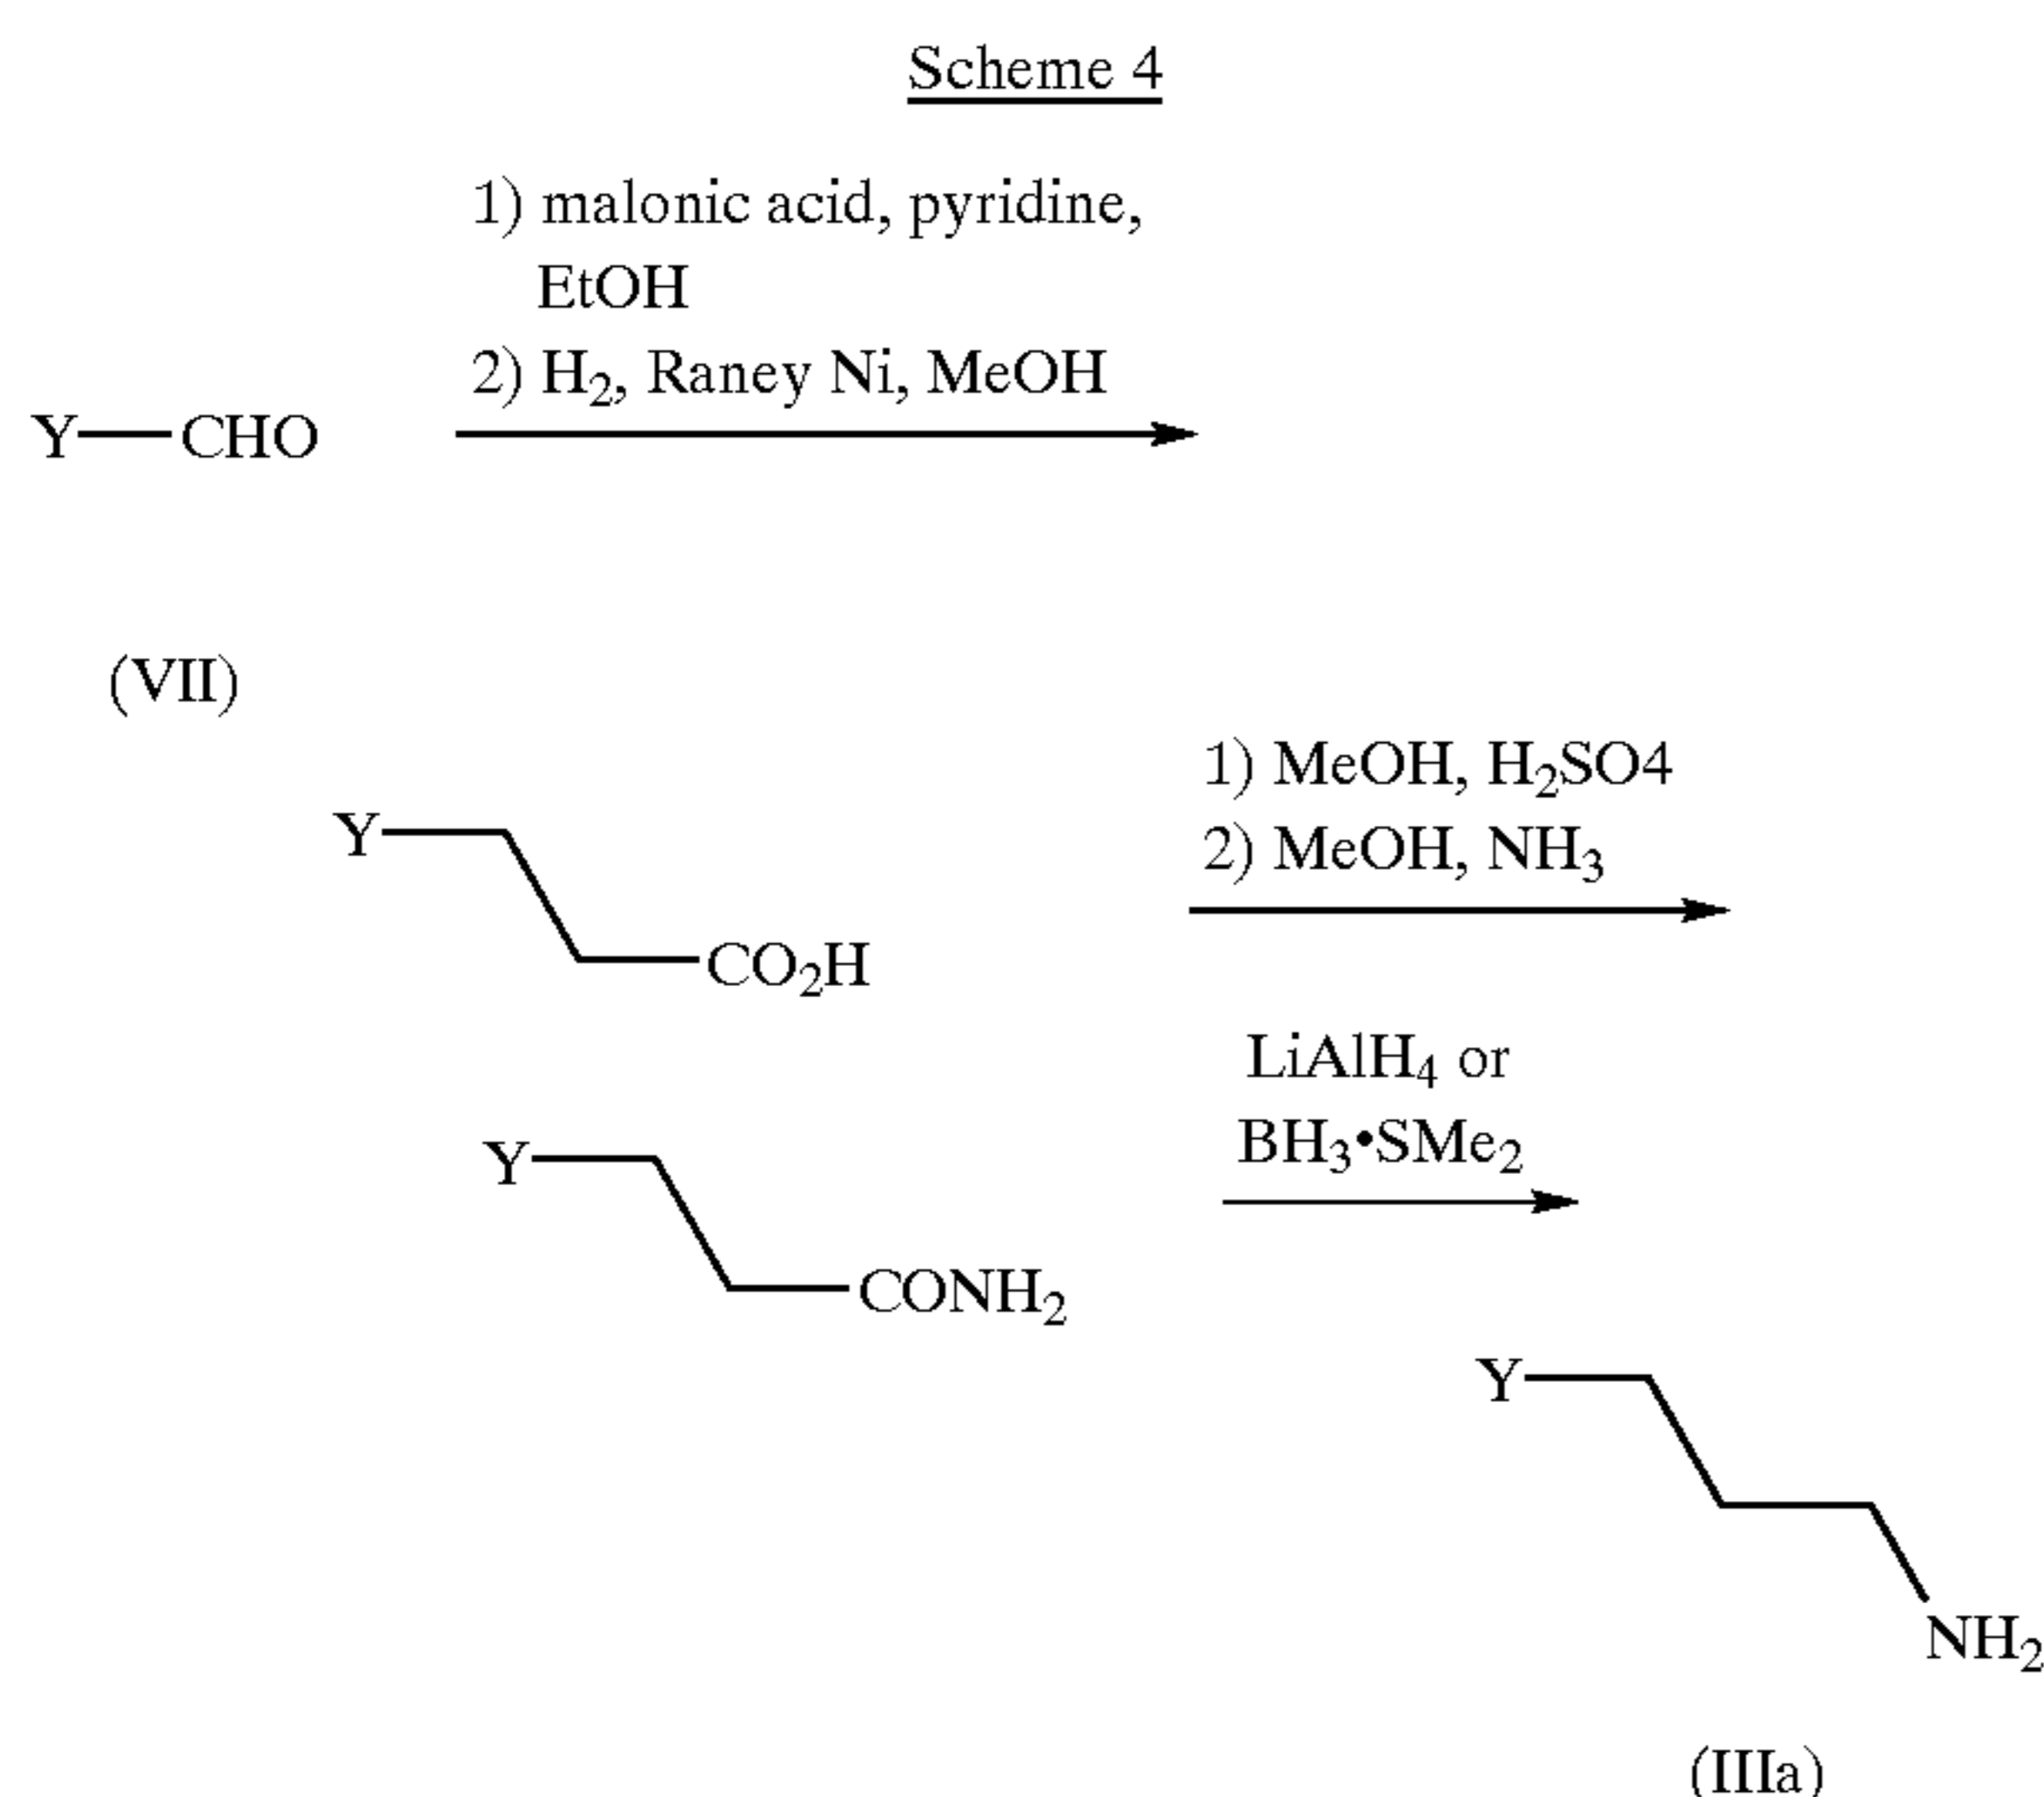 Scheme 4
1) malonic acid, pyridine,
EtOH
2) H2, Raney Ni, MeOH
Y—CHO
(VII)
1) MeOH, H2SO4
2) MeOH, NH3
Y
CO2H
LiAlH4 or
BH3•SMe2
Y
CONH2
Y
NH2
(IIIa)